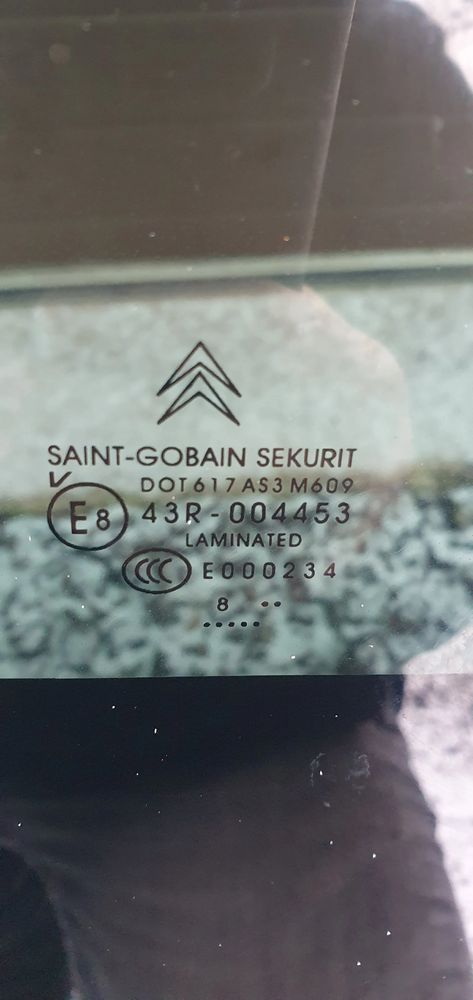 SAINT-GOBAIN SEKURIT
DOT617AS3M609
E8 43R-004453
LAMINATED
CCC E000234
8 ..
.....